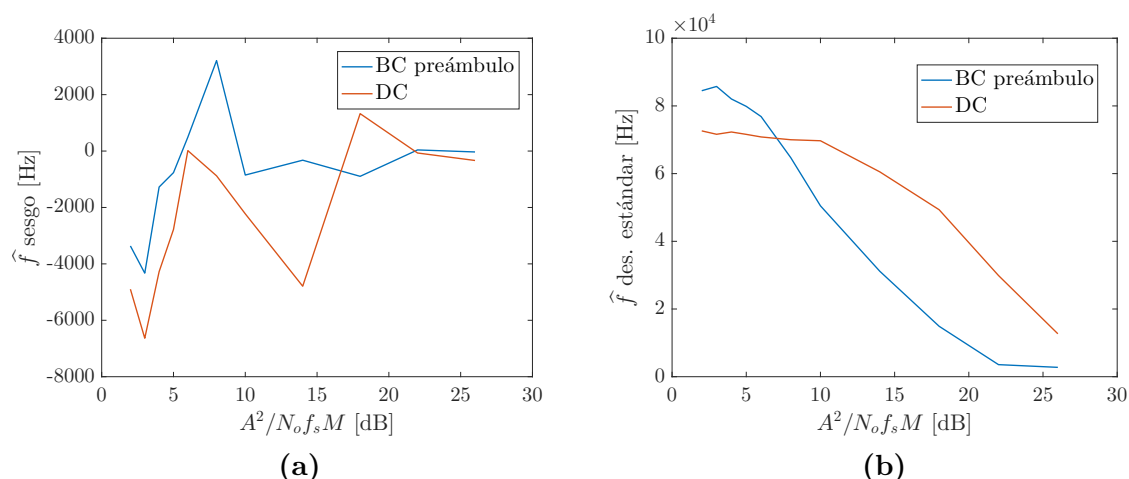 4000
2000
0
-2000
-4000
-6000
-8000
f̂ sesgo [Hz]
BC preámbulo
DC
0 5 10 15 20 25 30
A²/N_o f_s M [dB]
(a)
×10⁴
10
8
6
4
2
0
f̂ des. estándar [Hz]
BC preámbulo
DC
0 5 10 15 20 25 30
A²/N_o f_s M [dB]
(b)